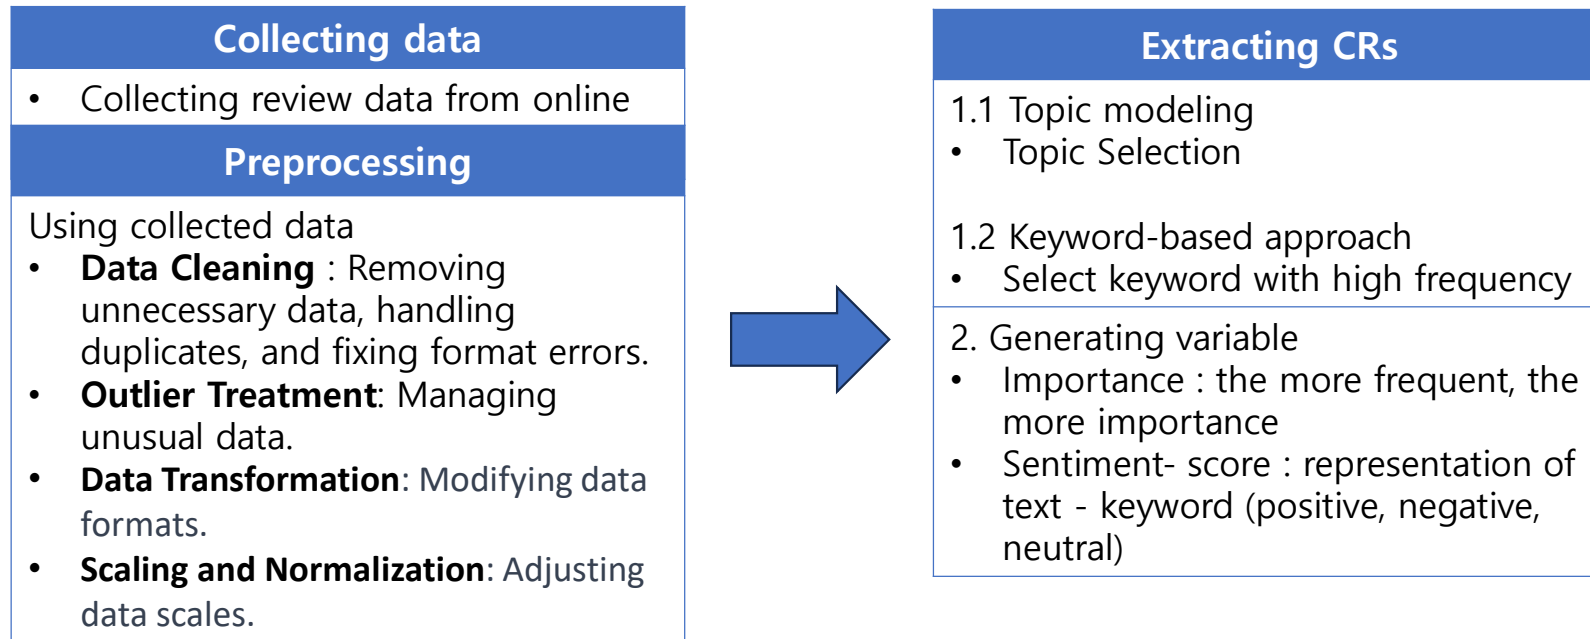 Collecting data
• Collecting review data from online
Preprocessing
Using collected data
• Data Cleaning : Removing
unnecessary data, handling
duplicates, and fixing format errors.
• Outlier Treatment: Managing
unusual data.
• Data Transformation: Modifying data
formats.
• Scaling and Normalization: Adjusting
data scales.
Extracting CRs
1.1 Topic modeling
• Topic Selection
1.2 Keyword-based approach
• Select keyword with high frequency
2. Generating variable
• Importance : the more frequent, the
more importance
• Sentiment- score : representation of
text - keyword (positive, negative,
neutral)